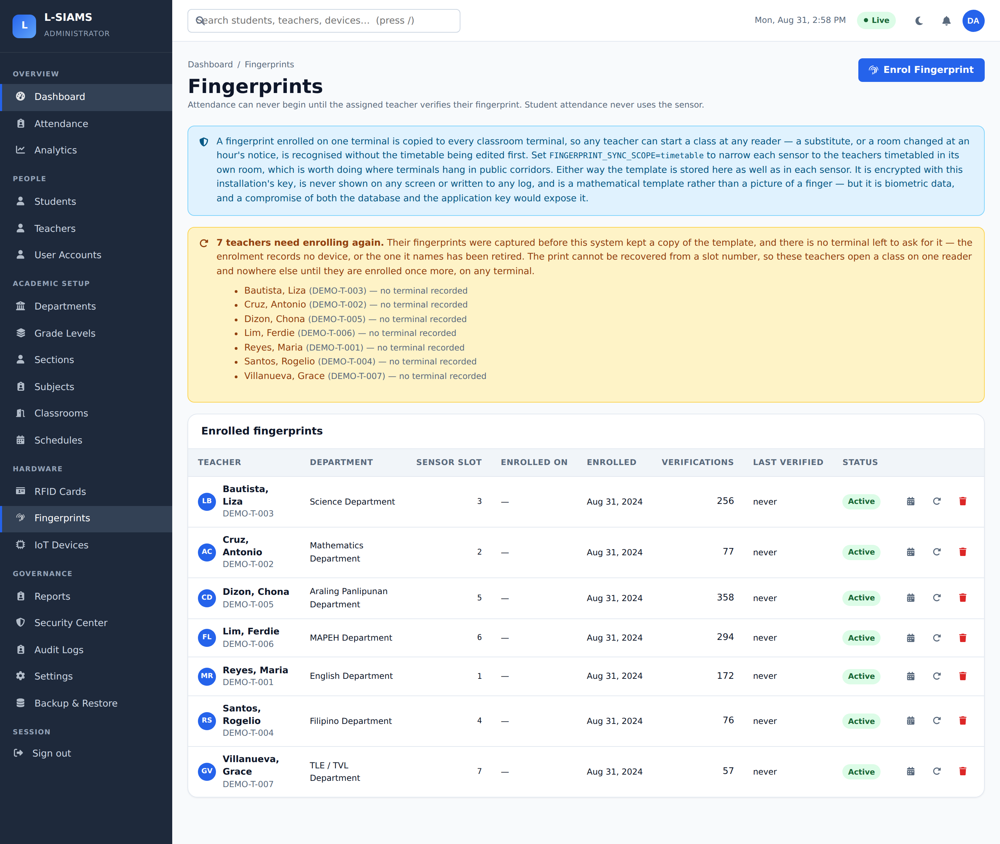 L
L-SIAMS
ADMINISTRATOR
OVERVIEW
Dashboard
Attendance
Analytics
PEOPLE
Students
Teachers
User Accounts
ACADEMIC SETUP
Departments
Grade Levels
Sections
Subjects
Classrooms
Schedules
HARDWARE
RFID Cards
Fingerprints
IoT Devices
GOVERNANCE
Reports
Security Center
Audit Logs
Settings
Backup & Restore
SESSION
Sign out
Search students, teachers, devices... (press /)
Mon, Aug 31, 2:58 PM
Live
DA
Dashboard / Fingerprints
Enrol Fingerprint
Fingerprints
Attendance can never begin until the assigned teacher verifies their fingerprint. Student attendance never uses the sensor.
A fingerprint enrolled on one terminal is copied to every classroom terminal, so any teacher can start a class at any reader — a substitute, or a room changed at an
hour's notice, is recognised without the timetable being edited first. Set FINGERPRINT_SYNC_SCOPE=timetable to narrow each sensor to the teachers timetabled in its
own room, which is worth doing where terminals hang in public corridors. Either way the template is stored here as well as in each sensor. It is encrypted with this
installation's key, is never shown on any screen or written to any log, and is a mathematical template rather than a picture of a finger — but it is biometric data,
and a compromise of both the database and the application key would expose it.
7 teachers need enrolling again. Their fingerprints were captured before this system kept a copy of the template, and there is no terminal left to ask for it — the
enrolment records no device, or the one it names has been retired. The print cannot be recovered from a slot number, so these teachers open a class on one reader
and nowhere else until they are enrolled once more, on any terminal.
• Bautista, Liza (DEMO-T-003) — no terminal recorded
• Cruz, Antonio (DEMO-T-002) — no terminal recorded
• Dizon, Chona (DEMO-T-005) — no terminal recorded
• Lim, Ferdie (DEMO-T-006) — no terminal recorded
• Reyes, Maria (DEMO-T-001) — no terminal recorded
• Santos, Rogelio (DEMO-T-004) — no terminal recorded
• Villanueva, Grace (DEMO-T-007) — no terminal recorded
Enrolled fingerprints
TEACHER DEPARTMENT SENSOR SLOT ENROLLED ON ENROLLED VERIFICATIONS LAST VERIFIED STATUS
LB Bautista, Liza DEMO-T-003 Science Department 3 — Aug 31, 2024 256 never Active
AC Cruz, Antonio DEMO-T-002 Mathematics Department 2 — Aug 31, 2024 77 never Active
CD Dizon, Chona DEMO-T-005 Araling Panlipunan Department 5 — Aug 31, 2024 358 never Active
FL Lim, Ferdie DEMO-T-006 MAPEH Department 6 — Aug 31, 2024 294 never Active
MR Reyes, Maria DEMO-T-001 English Department 1 — Aug 31, 2024 172 never Active
RS Santos, Rogelio DEMO-T-004 Filipino Department 4 — Aug 31, 2024 76 never Active
GV Villanueva, Grace DEMO-T-007 TLE / TVL Department 7 — Aug 31, 2024 57 never Active